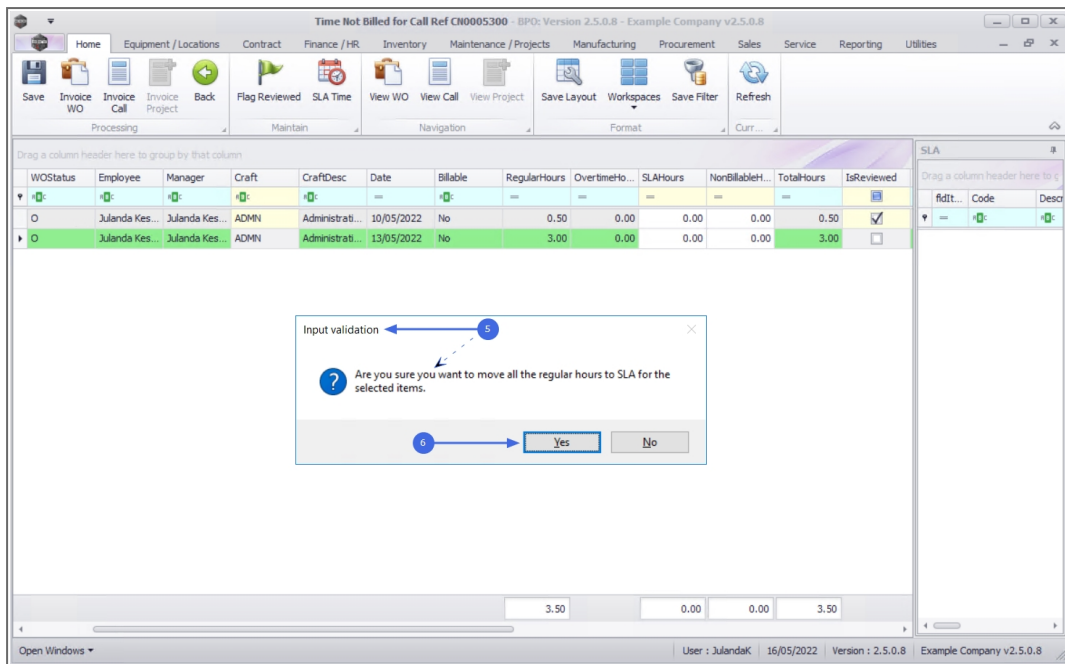 Time Not Billed for Call Ref CN0005300 - BPO: Version 2.5.0.8 - Example Company v2.5.0.8
Home Equipment / Locations Contract Finance / HR Inventory Maintenance / Projects Manufacturing Procurement Sales Service Reporting Utilities
Save Invoice WO Invoice Call Invoice Project Back Flag Reviewed SLA Time View WO View Call View Project Save Layout Workspaces Save Filter Refresh
Processing Maintain Navigation Format Curr...
Drag a column header here to group by that column
SLA
WOStatus Employee Manager Craft CraftDesc Date Billable RegularHours OvertimeHo... SLAHours NonBillableH... TotalHours IsReviewed
Drag a column header here to g
fldIt... Code Descr
O Julanda Kes... Julanda Kes... ADMN Administrati... 10/05/2022 No 0.50 0.00 0.00 0.00 0.50
O Julanda Kes... Julanda Kes... ADMN Administrati... 13/05/2022 No 3.00 0.00 0.00 0.00 3.00
Input validation
5
Are you sure you want to move all the regular hours to SLA for the
selected items.
6
Yes No
3.50 0.00 0.00 3.50
Open Windows User : JulandaK 16/05/2022 Version : 2.5.0.8 Example Company v2.5.0.8